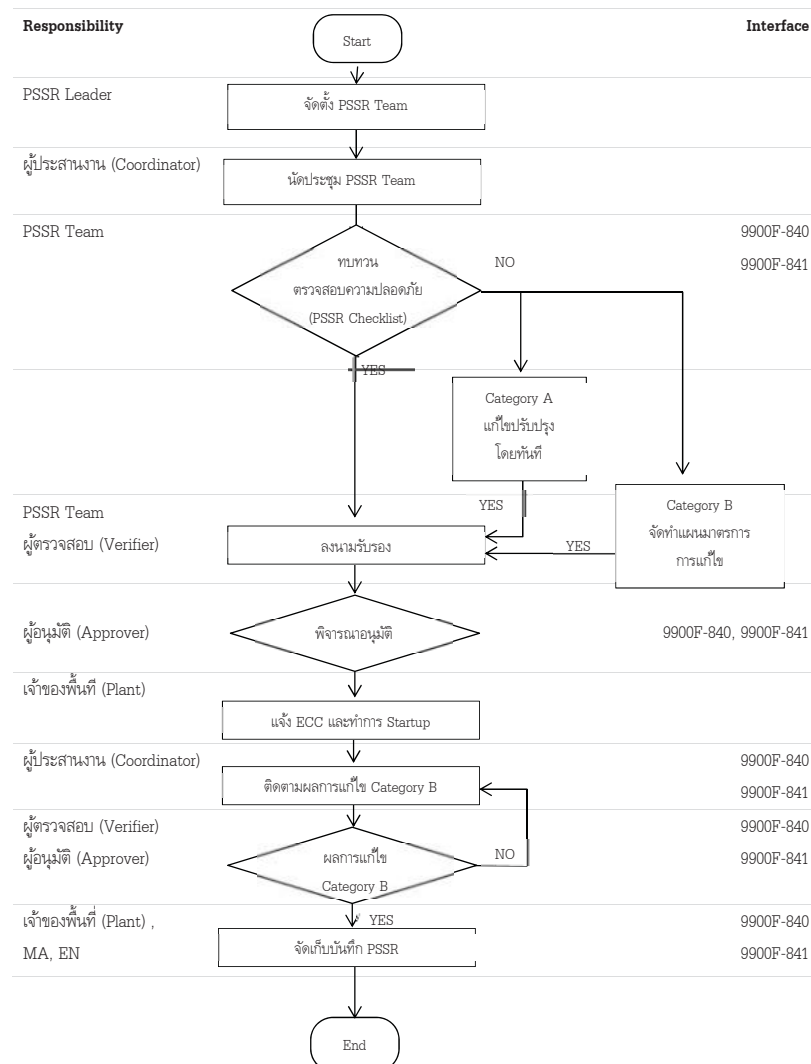 Responsibility
Interface
Start
PSSR Leader
จัดตั้ง PSSR Team
ผู้ประสานงาน (Coordinator)
นัดประชุม PSSR Team
PSSR Team
9900F-840
9900F-841
ทบทวน
ตรวจสอบความปลอดภัย
(PSSR Checklist)
NO
YES
Category A
แก้ไขปรับปรุง
โดยทันที
YES
Category B
จัดทำแผนมาตรการ
การแก้ไข
YES
PSSR Team
ผู้ตรวจสอบ (Verifier)
ลงนามรับรอง
ผู้อนุมัติ (Approver)
พิจารณาอนุมัติ
9900F-840, 9900F-841
เจ้าของพื้นที่ (Plant)
แจ้ง ECC และทำการ Startup
ผู้ประสานงาน (Coordinator)
9900F-840
9900F-841
ติดตามผลการแก้ไข Category B
ผู้ตรวจสอบ (Verifier)
9900F-840
ผู้อนุมัติ (Approver)
9900F-841
ผลการแก้ไข
Category B
NO
YES
เจ้าของพื้นที่ (Plant) ,
9900F-840
MA, EN
9900F-841
จัดเก็บบันทึก PSSR
End